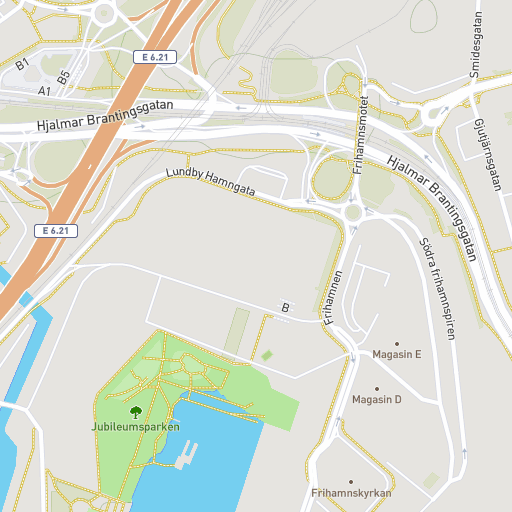 Smidesgatan
E 6.21
B1
B5
A1
Hjalmar Brantingsgatan
Frihamnsmotet
Gjutjärnsgatan
Lundby Hamngata
Hjalmar Brantingsgatan
E 6.21
Södra frihamnspiren
Frihamnen
B
Magasin E
Magasin D
Jubileumsparken
Frihamnskyrkan